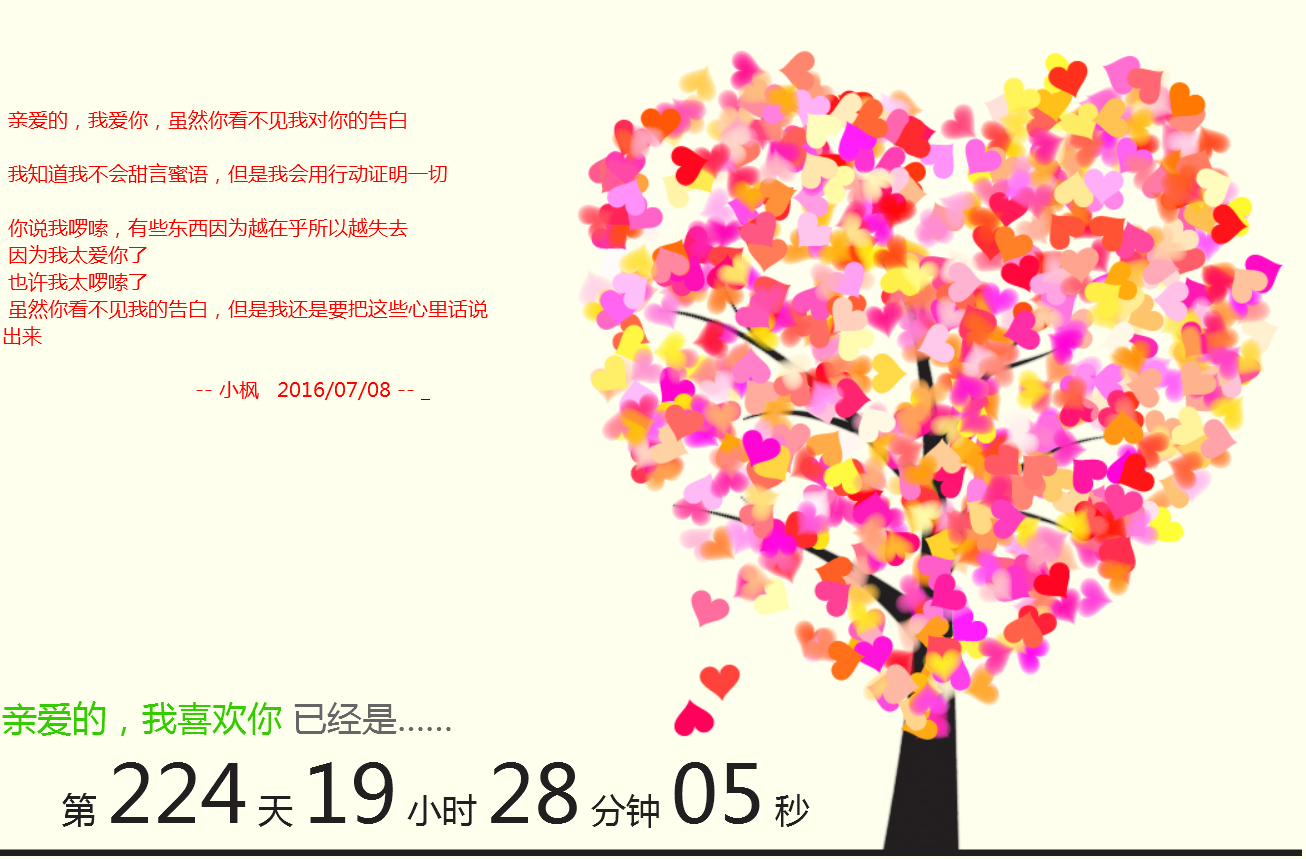 亲爱的，我爱你，虽然你看不见我对你的告白
我知道我不会甜言蜜语，但是我会用行动证明一切
你说我啰嗦，有些东西因为越在乎所以越失去
因为我太爱你了
也许我太啰嗦了
虽然你看不见我的告白，但是我还是要把这些心里话说
出来
-- 小枫 2016/07/08 -- _
亲爱的，我喜欢你 已经是……
第 224 天 19 小时 28 分钟 05 秒